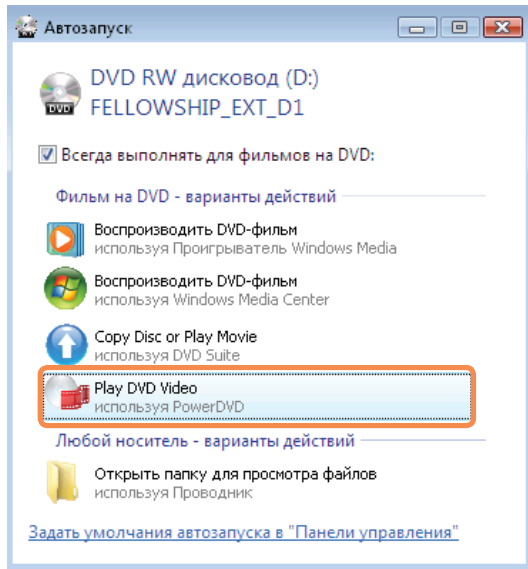 Автозапуск
DVD RW дисковод (D:)
FELLOWSHIP_EXT_D1
DVD
Всегда выполнять для фильмов на DVD:
Фильм на DVD - варианты действий
Воспроизводить DVD-фильм
используя Проигрыватель Windows Media
Воспроизводить DVD-фильм
используя Windows Media Center
Copy Disc or Play Movie
используя DVD Suite
Play DVD Video
используя PowerDVD
Любой носитель - варианты действий
Открыть папку для просмотра файлов
используя Проводник
Задать умолчания автозапуска в "Панели управления"